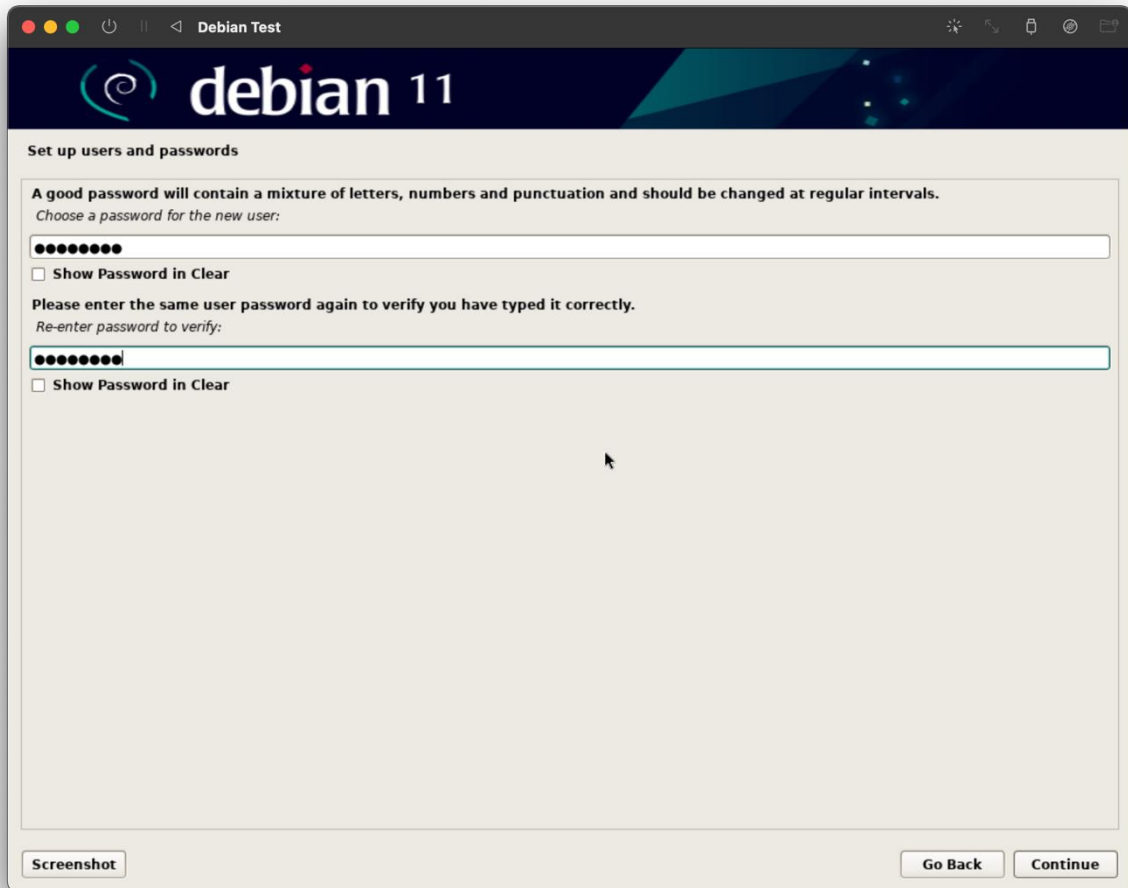 Debian Test
debian 11
Set up users and passwords
A good password will contain a mixture of letters, numbers and punctuation and should be changed at regular intervals.
Choose a password for the new user:
●●●●●●●●
Show Password in Clear
Please enter the same user password again to verify you have typed it correctly.
Re-enter password to verify:
●●●●●●●●
Show Password in Clear
Screenshot
Go Back
Continue